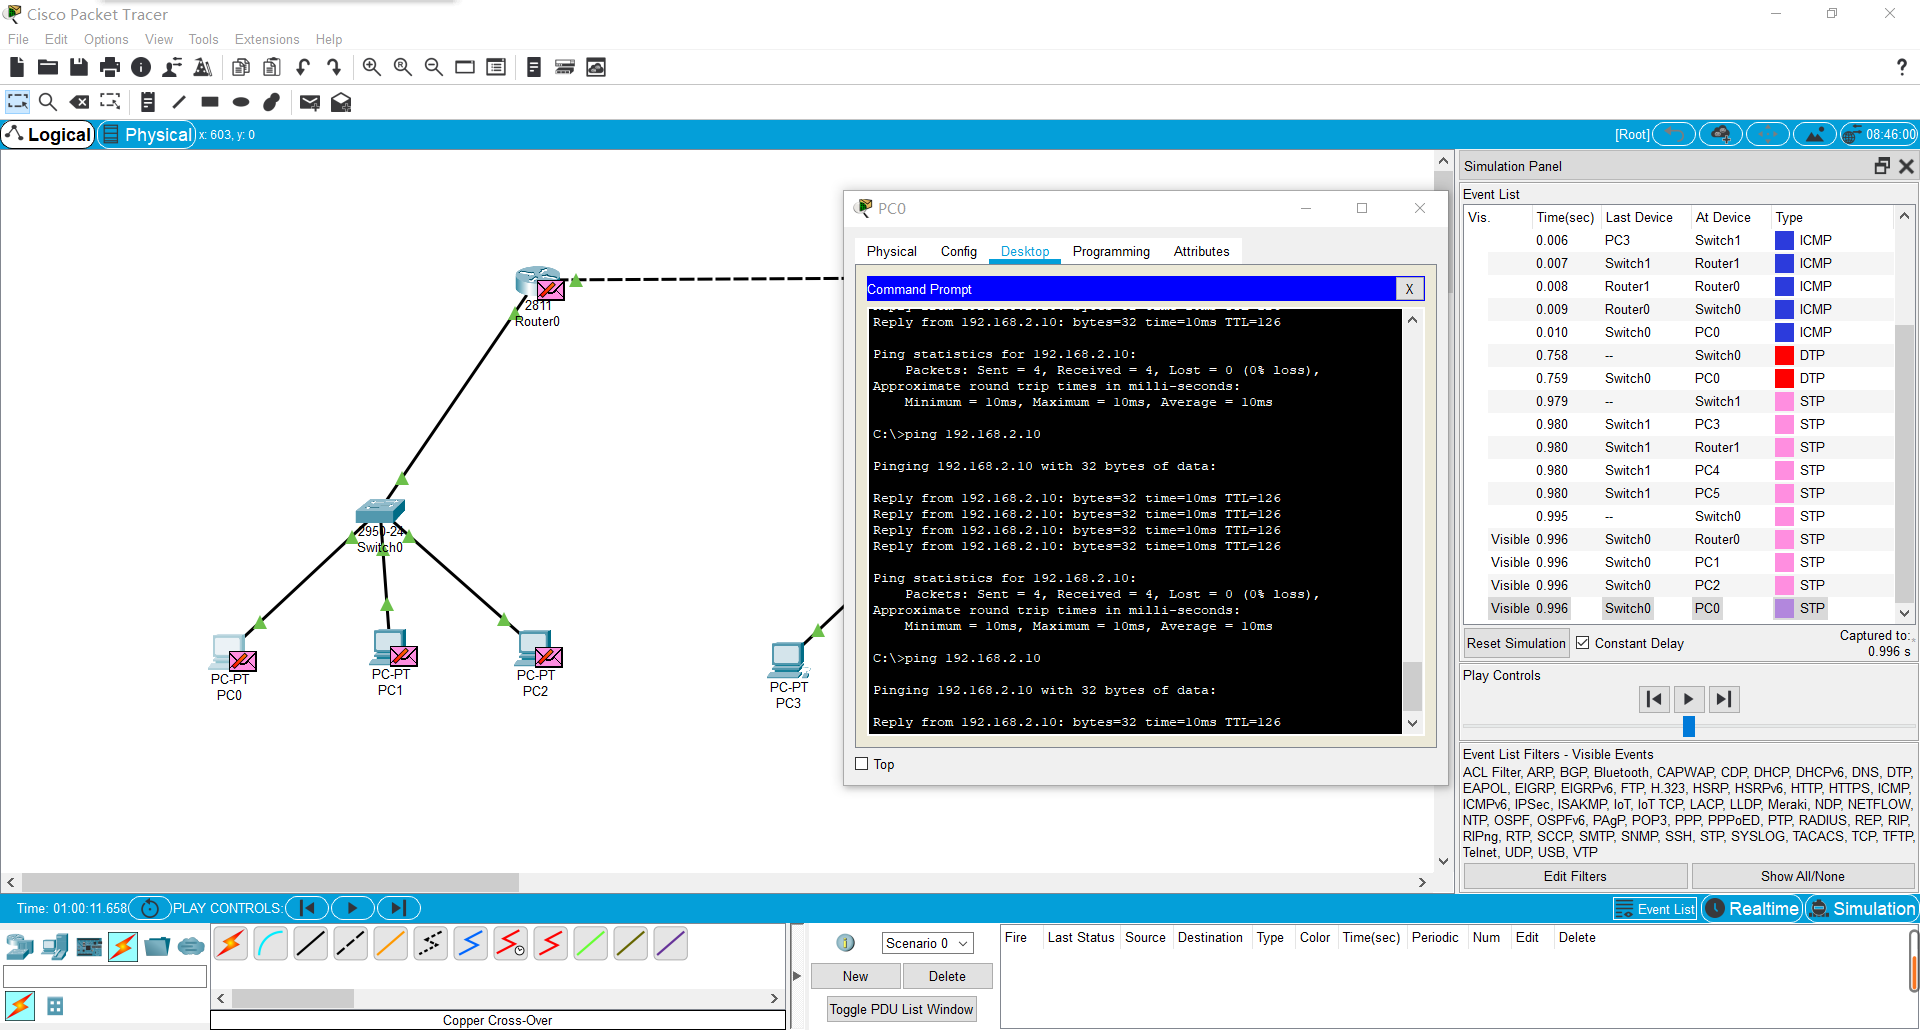 Cisco Packet Tracer
File Edit Options View Tools Extensions Help
?
Logical Physical x: 603, y: 0 [Root] 08:46:00
2811
Router0
2950-24
Switch0
PC-PT
PC0
PC-PT
PC1
PC-PT
PC2
PC-PT
PC3
PC0
Physical Config Desktop Programming Attributes
Command Prompt X
Reply from 192.168.2.10: bytes=32 time=10ms TTL=126
Ping statistics for 192.168.2.10:
Packets: Sent = 4, Received = 4, Lost = 0 (0% loss),
Approximate round trip times in milli-seconds:
Minimum = 10ms, Maximum = 10ms, Average = 10ms
C:\>ping 192.168.2.10
Pinging 192.168.2.10 with 32 bytes of data:
Reply from 192.168.2.10: bytes=32 time=10ms TTL=126
Reply from 192.168.2.10: bytes=32 time=10ms TTL=126
Reply from 192.168.2.10: bytes=32 time=10ms TTL=126
Reply from 192.168.2.10: bytes=32 time=10ms TTL=126
Ping statistics for 192.168.2.10:
Packets: Sent = 4, Received = 4, Lost = 0 (0% loss),
Approximate round trip times in milli-seconds:
Minimum = 10ms, Maximum = 10ms, Average = 10ms
C:\>ping 192.168.2.10
Pinging 192.168.2.10 with 32 bytes of data:
Reply from 192.168.2.10: bytes=32 time=10ms TTL=126
Top
Simulation Panel
Event List
Vis. Time(sec) Last Device At Device Type
0.006 PC3 Switch1 ICMP
0.007 Switch1 Router1 ICMP
0.008 Router1 Router0 ICMP
0.009 Router0 Switch0 ICMP
0.010 Switch0 PC0 ICMP
0.758 -- Switch0 DTP
0.759 Switch0 PC0 DTP
0.979 -- Switch1 STP
0.980 Switch1 PC3 STP
0.980 Switch1 Router1 STP
0.980 Switch1 PC4 STP
0.980 Switch1 PC5 STP
0.995 -- Switch0 STP
Visible 0.996 Switch0 Router0 STP
Visible 0.996 Switch0 PC1 STP
Visible 0.996 Switch0 PC2 STP
Visible 0.996 Switch0 PC0 STP
Reset Simulation Constant Delay Captured to:
0.996 s
Play Controls
Event List Filters - Visible Events
ACL Filter, ARP, BGP, Bluetooth, CAPWAP, CDP, DHCP, DHCPv6, DNS, DTP,
EAPOL, EIGRP, EIGRPv6, FTP, H.323, HSRP, HSRPv6, HTTP, HTTPS, ICMP,
ICMPv6, IPSec, ISAKMP, IoT, IoT TCP, LACP, LLDP, Meraki, NDP, NETFLOW,
NTP, OSPF, OSPFv6, PAgP, POP3, PPP, PPPoED, PTP, RADIUS, REP, RIP,
RIPng, RTP, SCCP, SMTP, SNMP, SSH, STP, SYSLOG, TACACS, TCP, TFTP,
Telnet, UDP, USB, VTP
Edit Filters Show All/None
Time: 01:00:11.658 PLAY CONTROLS: Event List Realtime Simulation
Copper Cross-Over
Scenario 0
New Delete
Toggle PDU List Window
Fire Last Status Source Destination Type Color Time(sec) Periodic Num Edit Delete